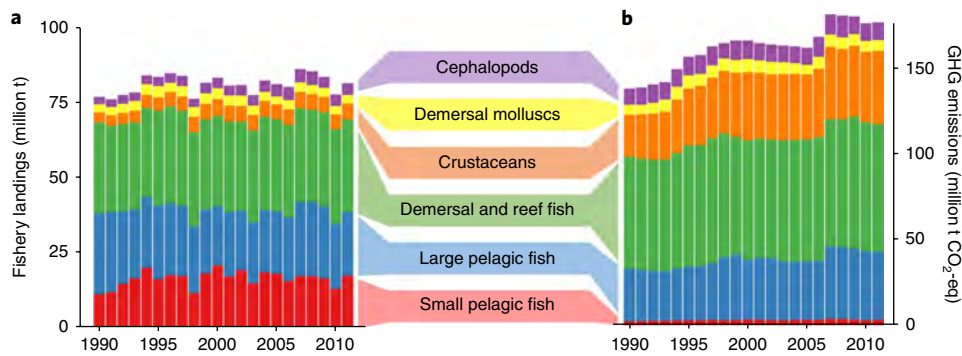 a
b
Fishery landings (million t)
100
75
50
25
0
1990
1995
2000
2005
2010
Cephalopods
Demersal molluscs
Crustaceans
Demersal and reef fish
Large pelagic fish
Small pelagic fish
1990
1995
2000
2005
2010
150
100
50
0
GHG emissions (million t CO₂-eq)